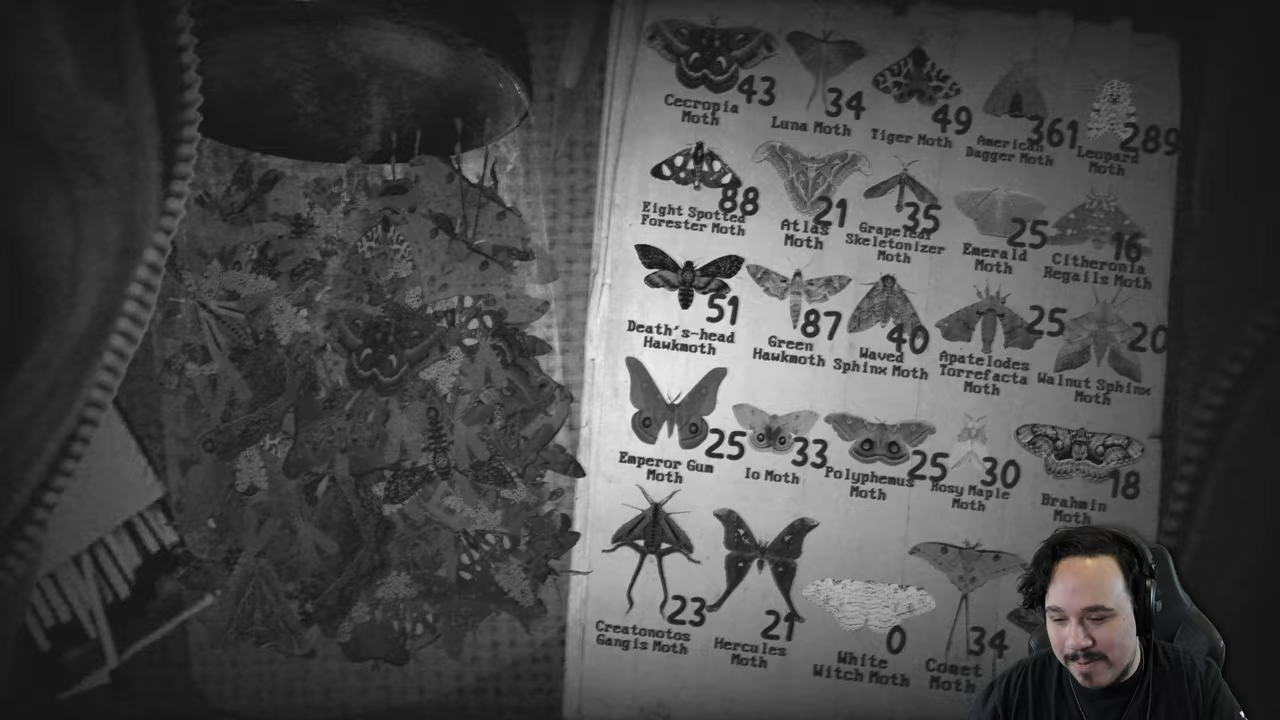 43
Cecropia
Moth
34
Luna Moth
49
Tiger Moth
361
American
Dagger Moth
289
Leopard
Moth
88
Eight Spotted
Forester Moth
21
Atlas
Moth
35
Grapeleaf
Skeletonizer
Moth
25
Emerald
Moth
16
Citheronia
Regails Moth
51
Death's-head
Hawkmoth
87
Green
Hawkmoth
40
Waved
Sphinx Moth
25
Apatelodes
Torrefacta
Moth
20
Walnut Sphinx
Moth
25
Emperor Gum
Moth
33
Io Moth
25
Polyphemus
Moth
30
Rosy Maple
Moth
18
Brahmin
Moth
23
Creatonotos
Gangis Moth
21
Hercules
Moth
0
White
Witch Moth
34
Comet
Moth